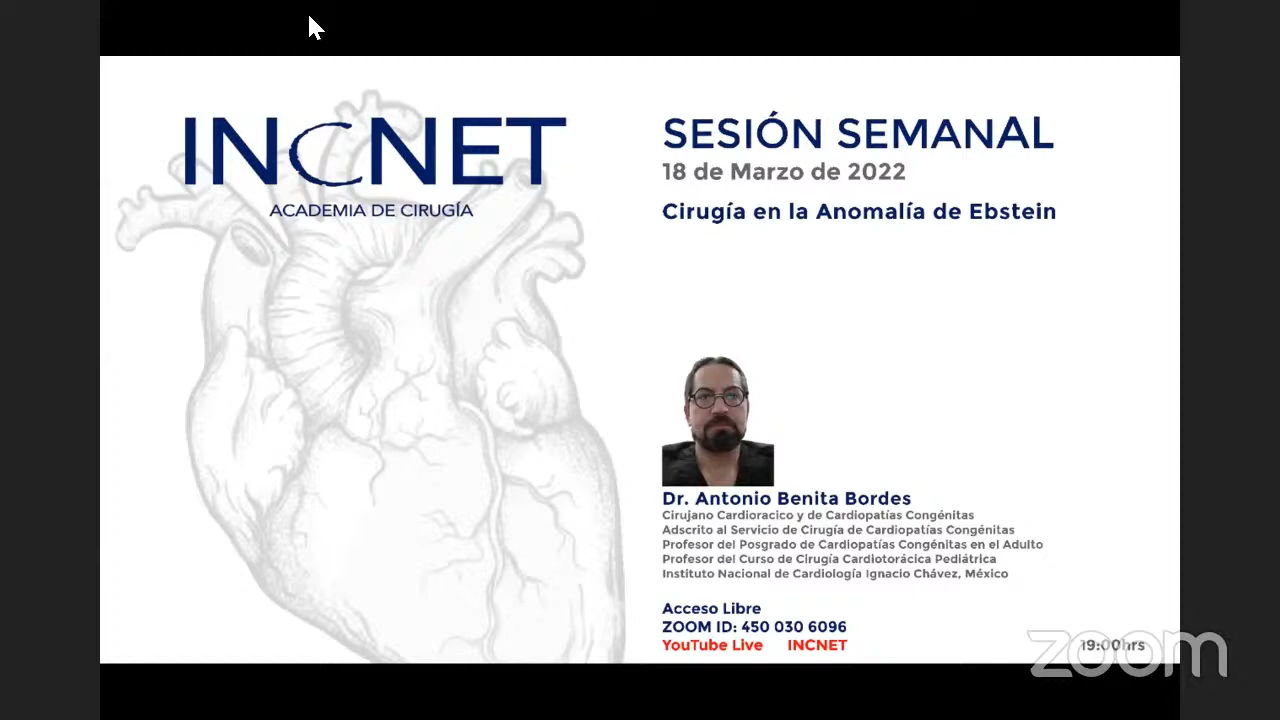 INCNET
ACADEMIA DE CIRUGÍA
SESIÓN SEMANAL
18 de Marzo de 2022
Cirugía en la Anomalía de Ebstein
Dr. Antonio Benita Bordes
Cirujano Cardioracico y de Cardiopatías Congénitas
Adscrito al Servicio de Cirugía de Cardiopatías Congénitas
Profesor del Posgrado de Cardiopatías Congénitas en el Adulto
Profesor del Curso de Cirugía Cardiotorácica Pediátrica
Instituto Nacional de Cardiología Ignacio Chávez, México
Acceso Libre
ZOOM ID: 450 030 6096
YouTube Live INCNET
19:00hrs
zoom